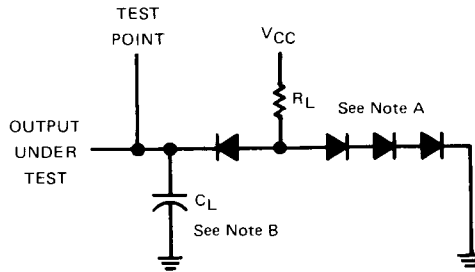 TEST
POINT
VCC
RL
See Note A
OUTPUT
UNDER
TEST
CL
See Note B